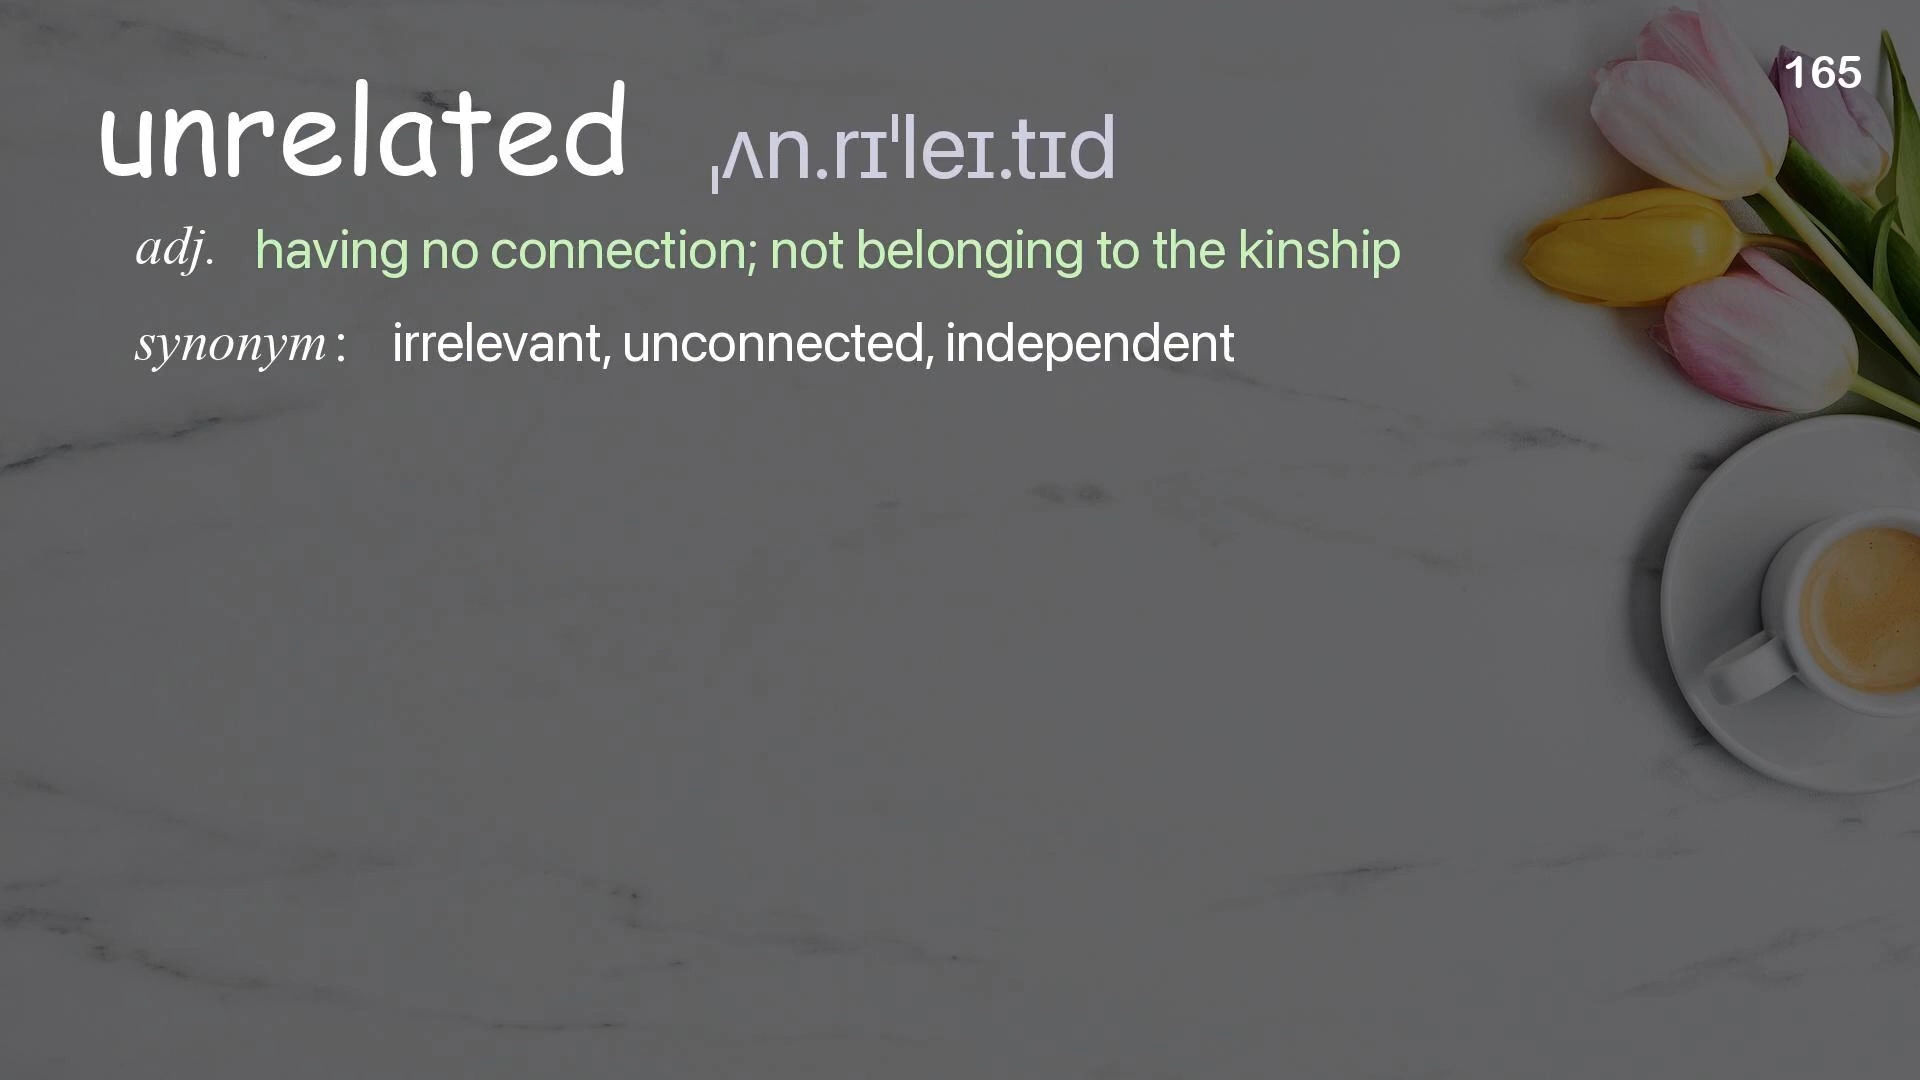 165
unrelated ˌʌn.rɪˈleɪ.tɪd
adj. having no connection; not belonging to the kinship
synonym: irrelevant, unconnected, independent